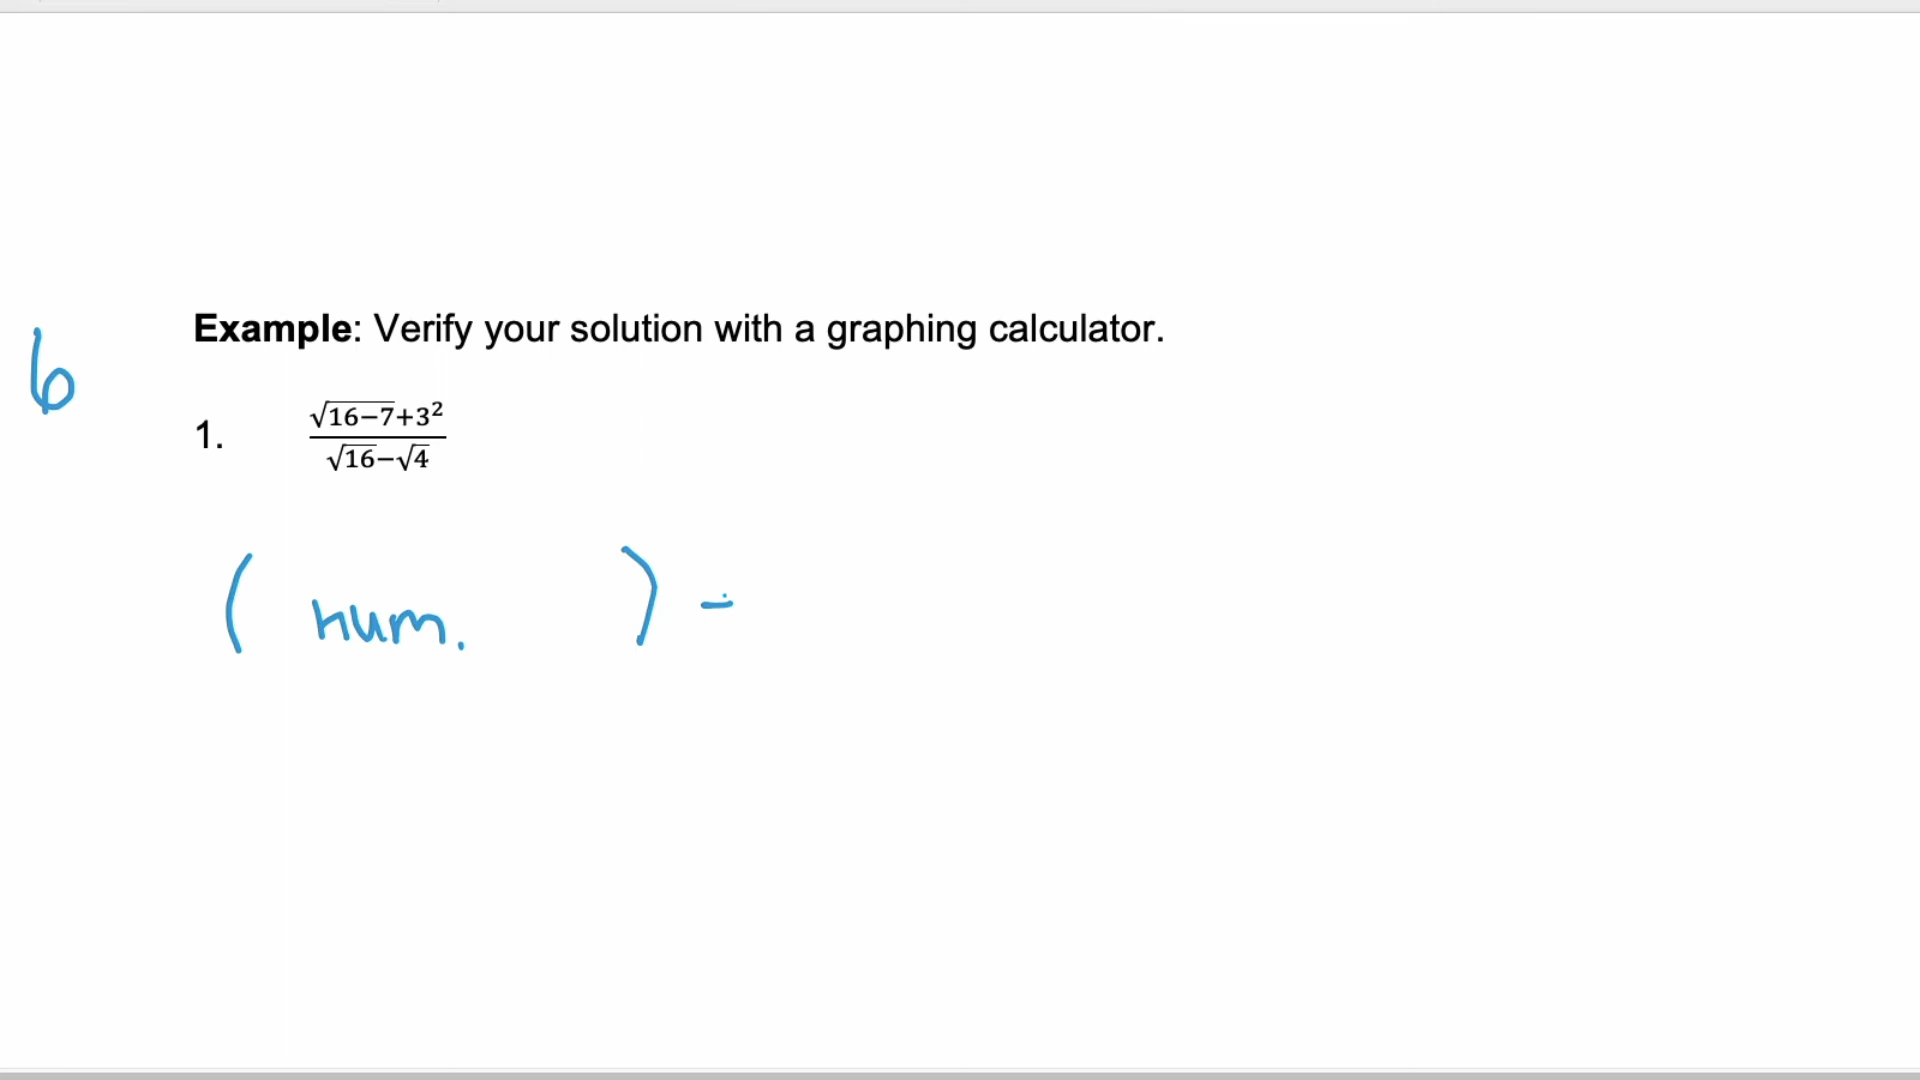 Example: Verify your solution with a graphing calculator.
6
1. (√(16−7)+3²)/(√16−√4)
( num. ) ÷